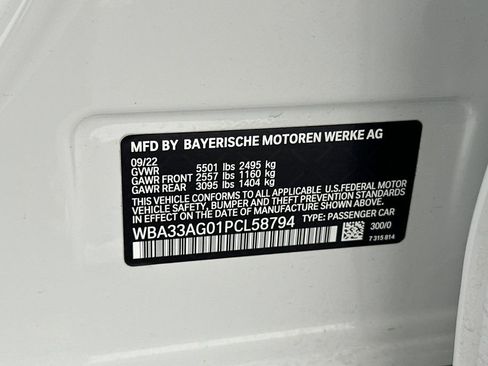 MFD BY BAYERISCHE MOTOREN WERKE AG
09/22
GVWR 5501 lbs 2495 kg
GAWR FRONT 2557 lbs 1160 kg
GAWR REAR 3095 lbs 1404 kg
THIS VEHICLE CONFORMS TO ALL APPLICABLE U.S.FEDERAL MOTOR
VEHICLE SAFETY, BUMPER AND THEFT PREVENTION STANDARDS
IN EFFECT ON THE DATE OF MANUFACTURE SHOWN ABOVE.
WBA33AG01PCL58794 TYPE: PASSENGER CAR
300/0
7 315 814